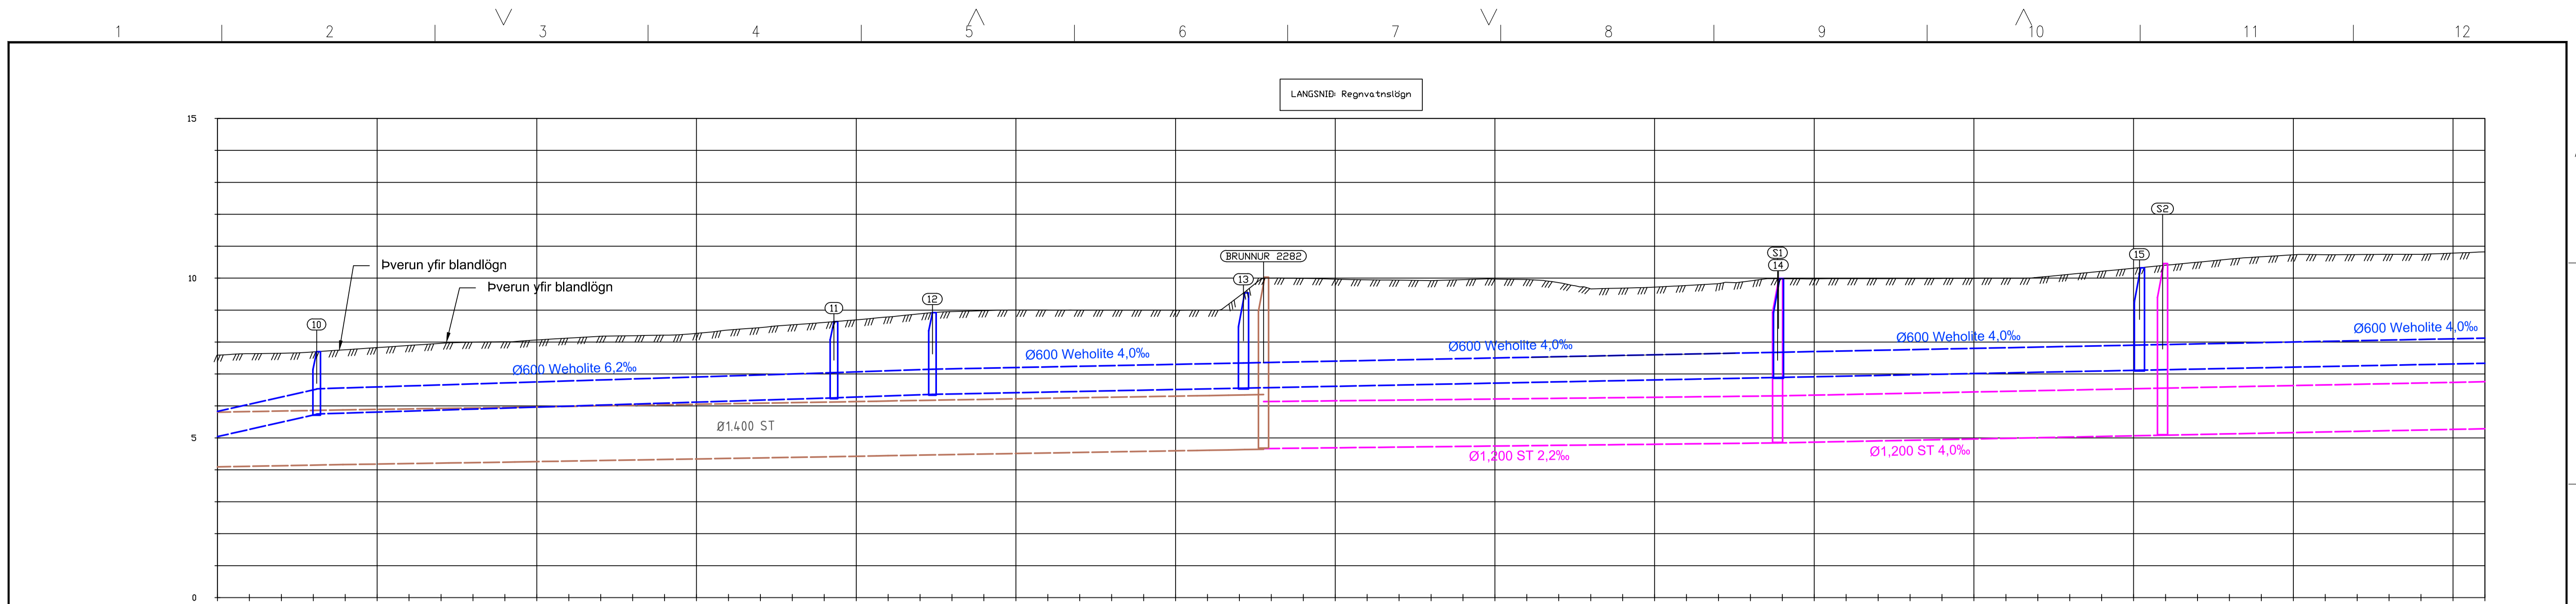 1 2 3 4 5 6 7 8 9 10 11 12
LANGSNIÐ: Regnvatnslögn
15
S2
BRUNNUR 2282
S1
15
Þverun yfir blandlögn
14
10
13
Þverun yfir blandlögn
12
11
10
Ø600 Weholite 6,2‰
Ø600 Weholite 4,0‰
Ø600 Weholite 4,0‰
Ø600 Weholite 4,0‰
Ø600 Weholite 4,0‰
Ø1.400 ST
5
Ø1,200 ST 2,2‰
Ø1,200 ST 4,0‰
0